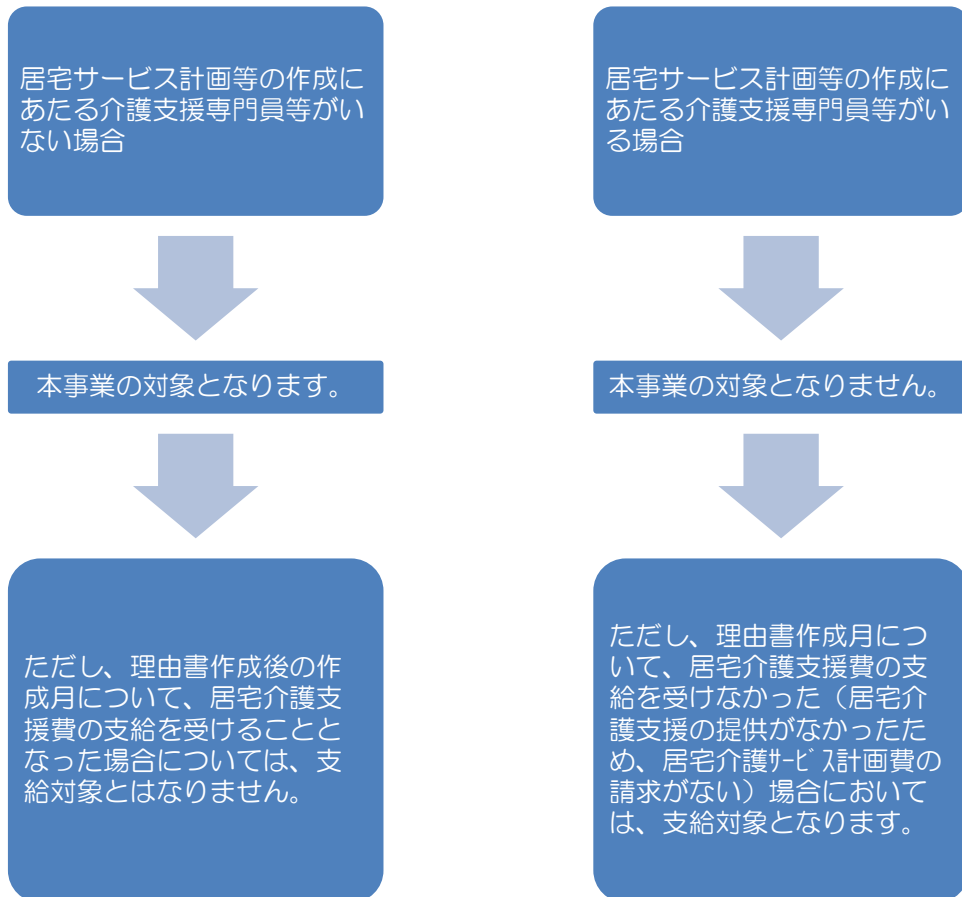 居宅サービス計画等の作成に
あたる介護支援専門員等がい
ない場合
本事業の対象となります。
ただし、理由書作成後の作
成月について、居宅介護支
援費の支給を受けることと
なった場合については、支
給対象とはなりません。
居宅サービス計画等の作成に
あたる介護支援専門員等がい
る場合
本事業の対象となりません。
ただし、理由書作成月につ
いて、居宅介護支援費の支
給を受けなかった（居宅介
護支援の提供がなかったた
め、居宅介護ｻｰﾋﾞｽ計画費の
請求がない）場合において
は、支給対象となります。